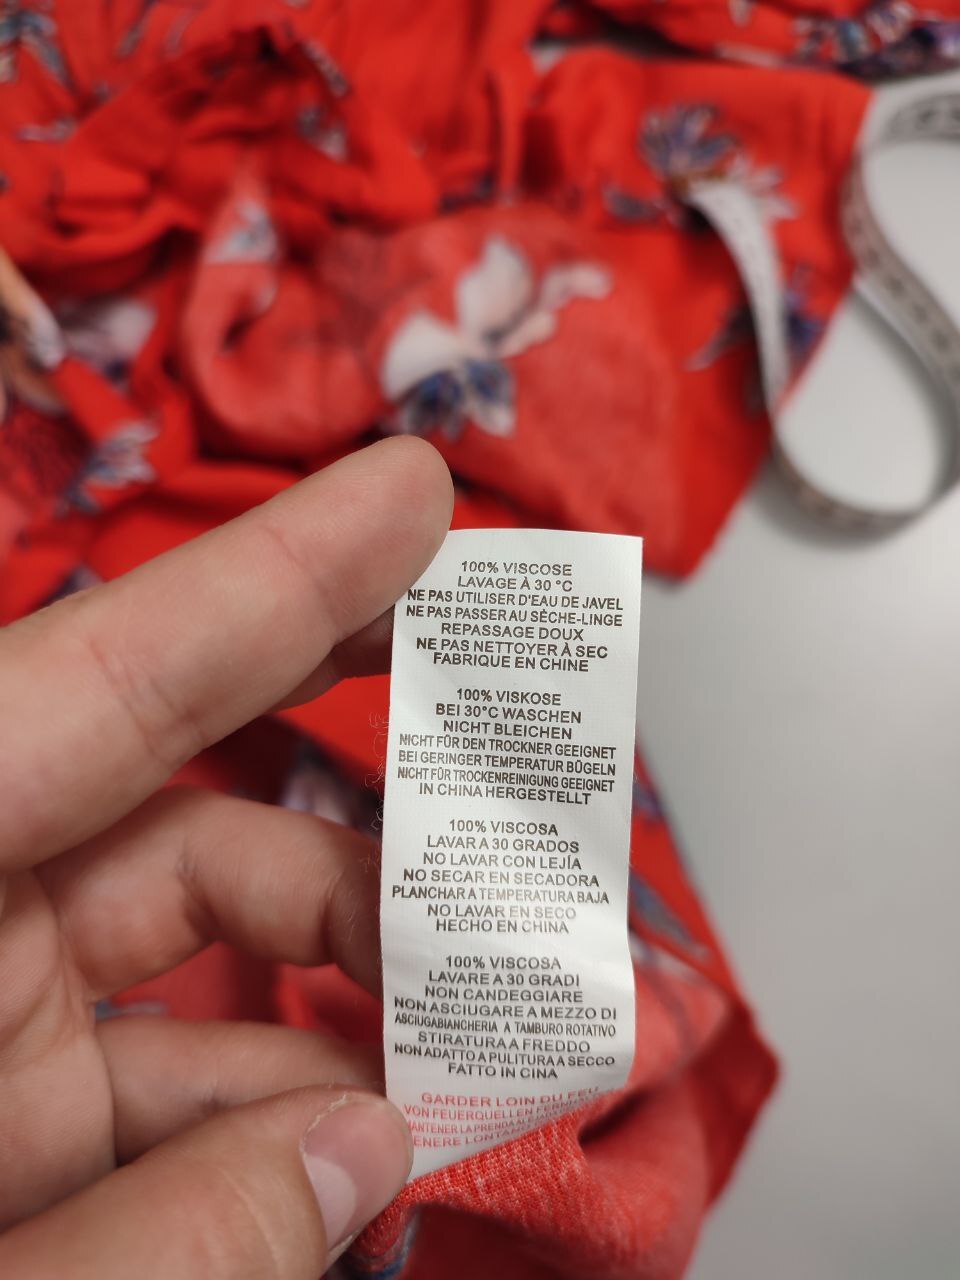 100% VISCOSE
LAVAGE À 30 °C
NE PAS UTILISER D'EAU DE JAVEL
NE PAS PASSER AU SÈCHE-LINGE
REPASSAGE DOUX
NE PAS NETTOYER À SEC
FABRIQUE EN CHINE
100% VISKOSE
BEI 30°C WASCHEN
NICHT BLEICHEN
NICHT FÜR DEN TROCKNER GEEIGNET
BEI GERINGER TEMPERATUR BÜGELN
NICHT FÜR TROCKENREINIGUNG GEEIGNET
IN CHINA HERGESTELLT
100% VISCOSA
LAVAR A 30 GRADOS
NO LAVAR CON LEJÍA
NO SECAR EN SECADORA
PLANCHAR A TEMPERATURA BAJA
NO LAVAR EN SECO
HECHO EN CHINA
100% VISCOSA
LAVARE A 30 GRADI
NON CANDEGGIARE
NON ASCIUGARE A MEZZO DI
ASCIUGABIANCHERIA A TAMBURO ROTATIVO
STIRATURA A FREDDO
NON ADATTO A PULITURA A SECCO
FATTO IN CINA
GARDER LOIN DU FEU
VON FEUERQUELLEN
LA PRENDA
LONTANO